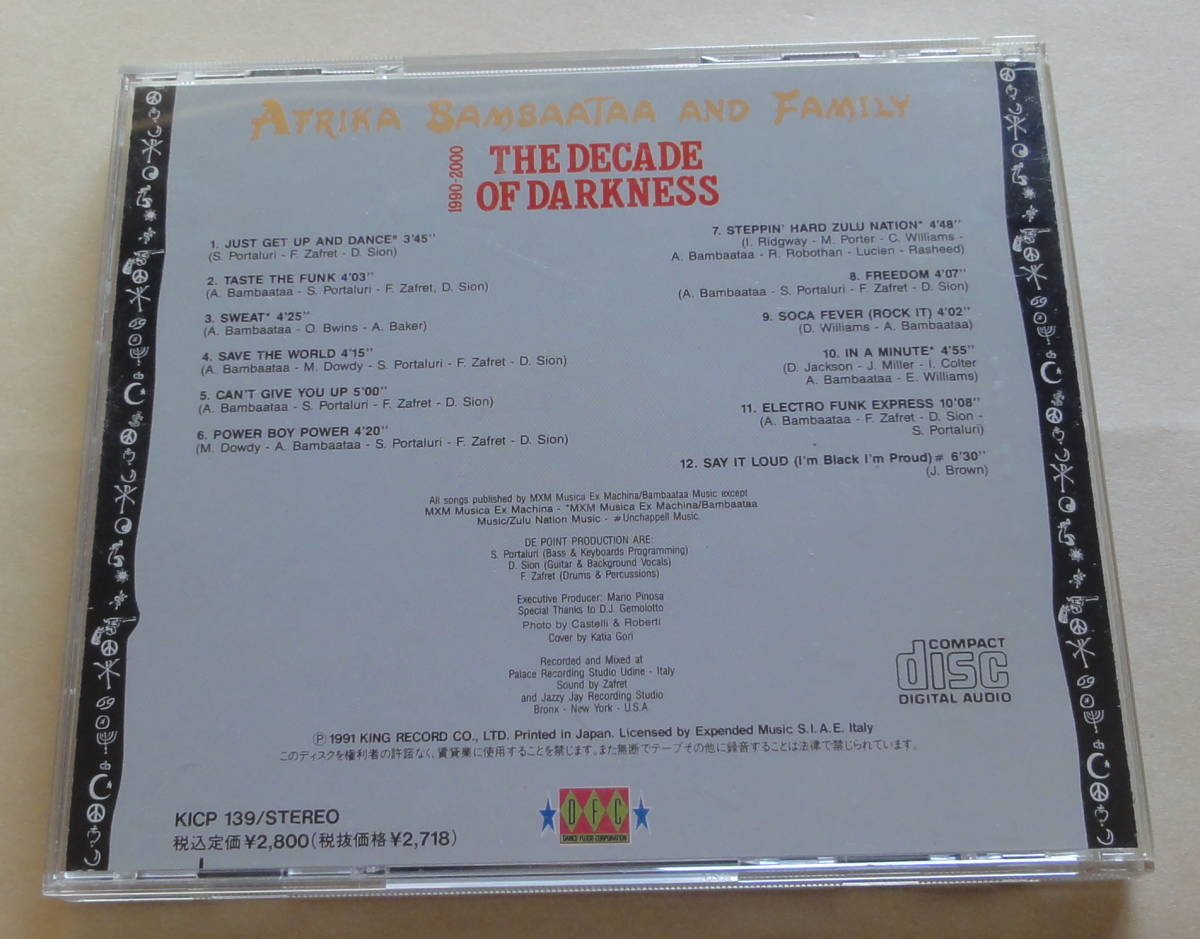 AFRIKA BAMBAATAA AND FAMILY
1990-2000
THE DECADE
OF DARKNESS
1. JUST GET UP AND DANCE* 3'45"
(S. Portaluri - F. Zafret - D. Sion)
2. TASTE THE FUNK 4'03"
(A. Bambaataa - S. Portaluri - F. Zafret, D. Sion)
3. SWEAT* 4'25"
(A. Bambaataa - O. Bwins - A. Baker)
4. SAVE THE WORLD 4'15"
(A. Bambaataa - M. Dowdy - S. Portaluri - F. Zafret - D. Sion)
5. CAN'T GIVE YOU UP 5'00"
(A. Bambaataa - S. Portaluri - F. Zafret - D. Sion)
6. POWER BOY POWER 4'20"
(M. Dowdy - A. Bambaataa - S. Portaluri - F. Zafret - D. Sion)
7. STEPPIN' HARD ZULU NATION* 4'48"
(I. Ridgway - M. Porter - C. Williams -
A. Bambaataa - R. Robothan - Lucien - Rasheed)
8. FREEDOM 4'07"
(A. Bambaataa - S. Portaluri - F. Zafret - D. Sion)
9. SOCA FEVER (ROCK IT) 4'02"
(D. Williams - A. Bambaataa)
10. IN A MINUTE* 4'55"
(D. Jackson - J. Miller - I. Colter
A. Bambaataa - E. Williams)
11. ELECTRO FUNK EXPRESS 10'08"
(A. Bambaataa - F. Zafret - D. Sion -
S. Portaluri)
12. SAY IT LOUD (I'm Black I'm Proud)# 6'30"
(J. Brown)
All songs published by MXM Musica Ex Machina/Bambaataa Music except
MXM Musica Ex Machina - *MXM Musica Ex Machina/Bambaataa
Music/Zulu Nation Music - #Unchappell Music.
DE POINT PRODUCTION ARE:
S. Portaluri (Bass & Keyboards Programming)
D. Sion (Guitar & Background Vocals)
F. Zafret (Drums & Percussions)
Executive Producer: Mario Pinosa
Special Thanks to D.J. Gemolotto
Photo by Castelli & Roberti
Cover by Katia Gori
Recorded and Mixed at
Palace Recording Studio Udine - Italy
Sound by Zafret
and Jazzy Jay Recording Studio
Bronx - New York - U.S.A
COMPACT
disc
DIGITAL AUDIO
Ⓟ 1991 KING RECORD CO., LTD. Printed in Japan. Licensed by Expended Music S.I.A.E. Italy
このディスクを権利者の許諾なく、賃貸業に使用することを禁じます。また無断でテープその他に録音することは法律で禁じられています。
KICP 139/STEREO
税込定価¥2,800(税抜価格¥2,718)
DFC
DANCE FLOOR CORPORATION